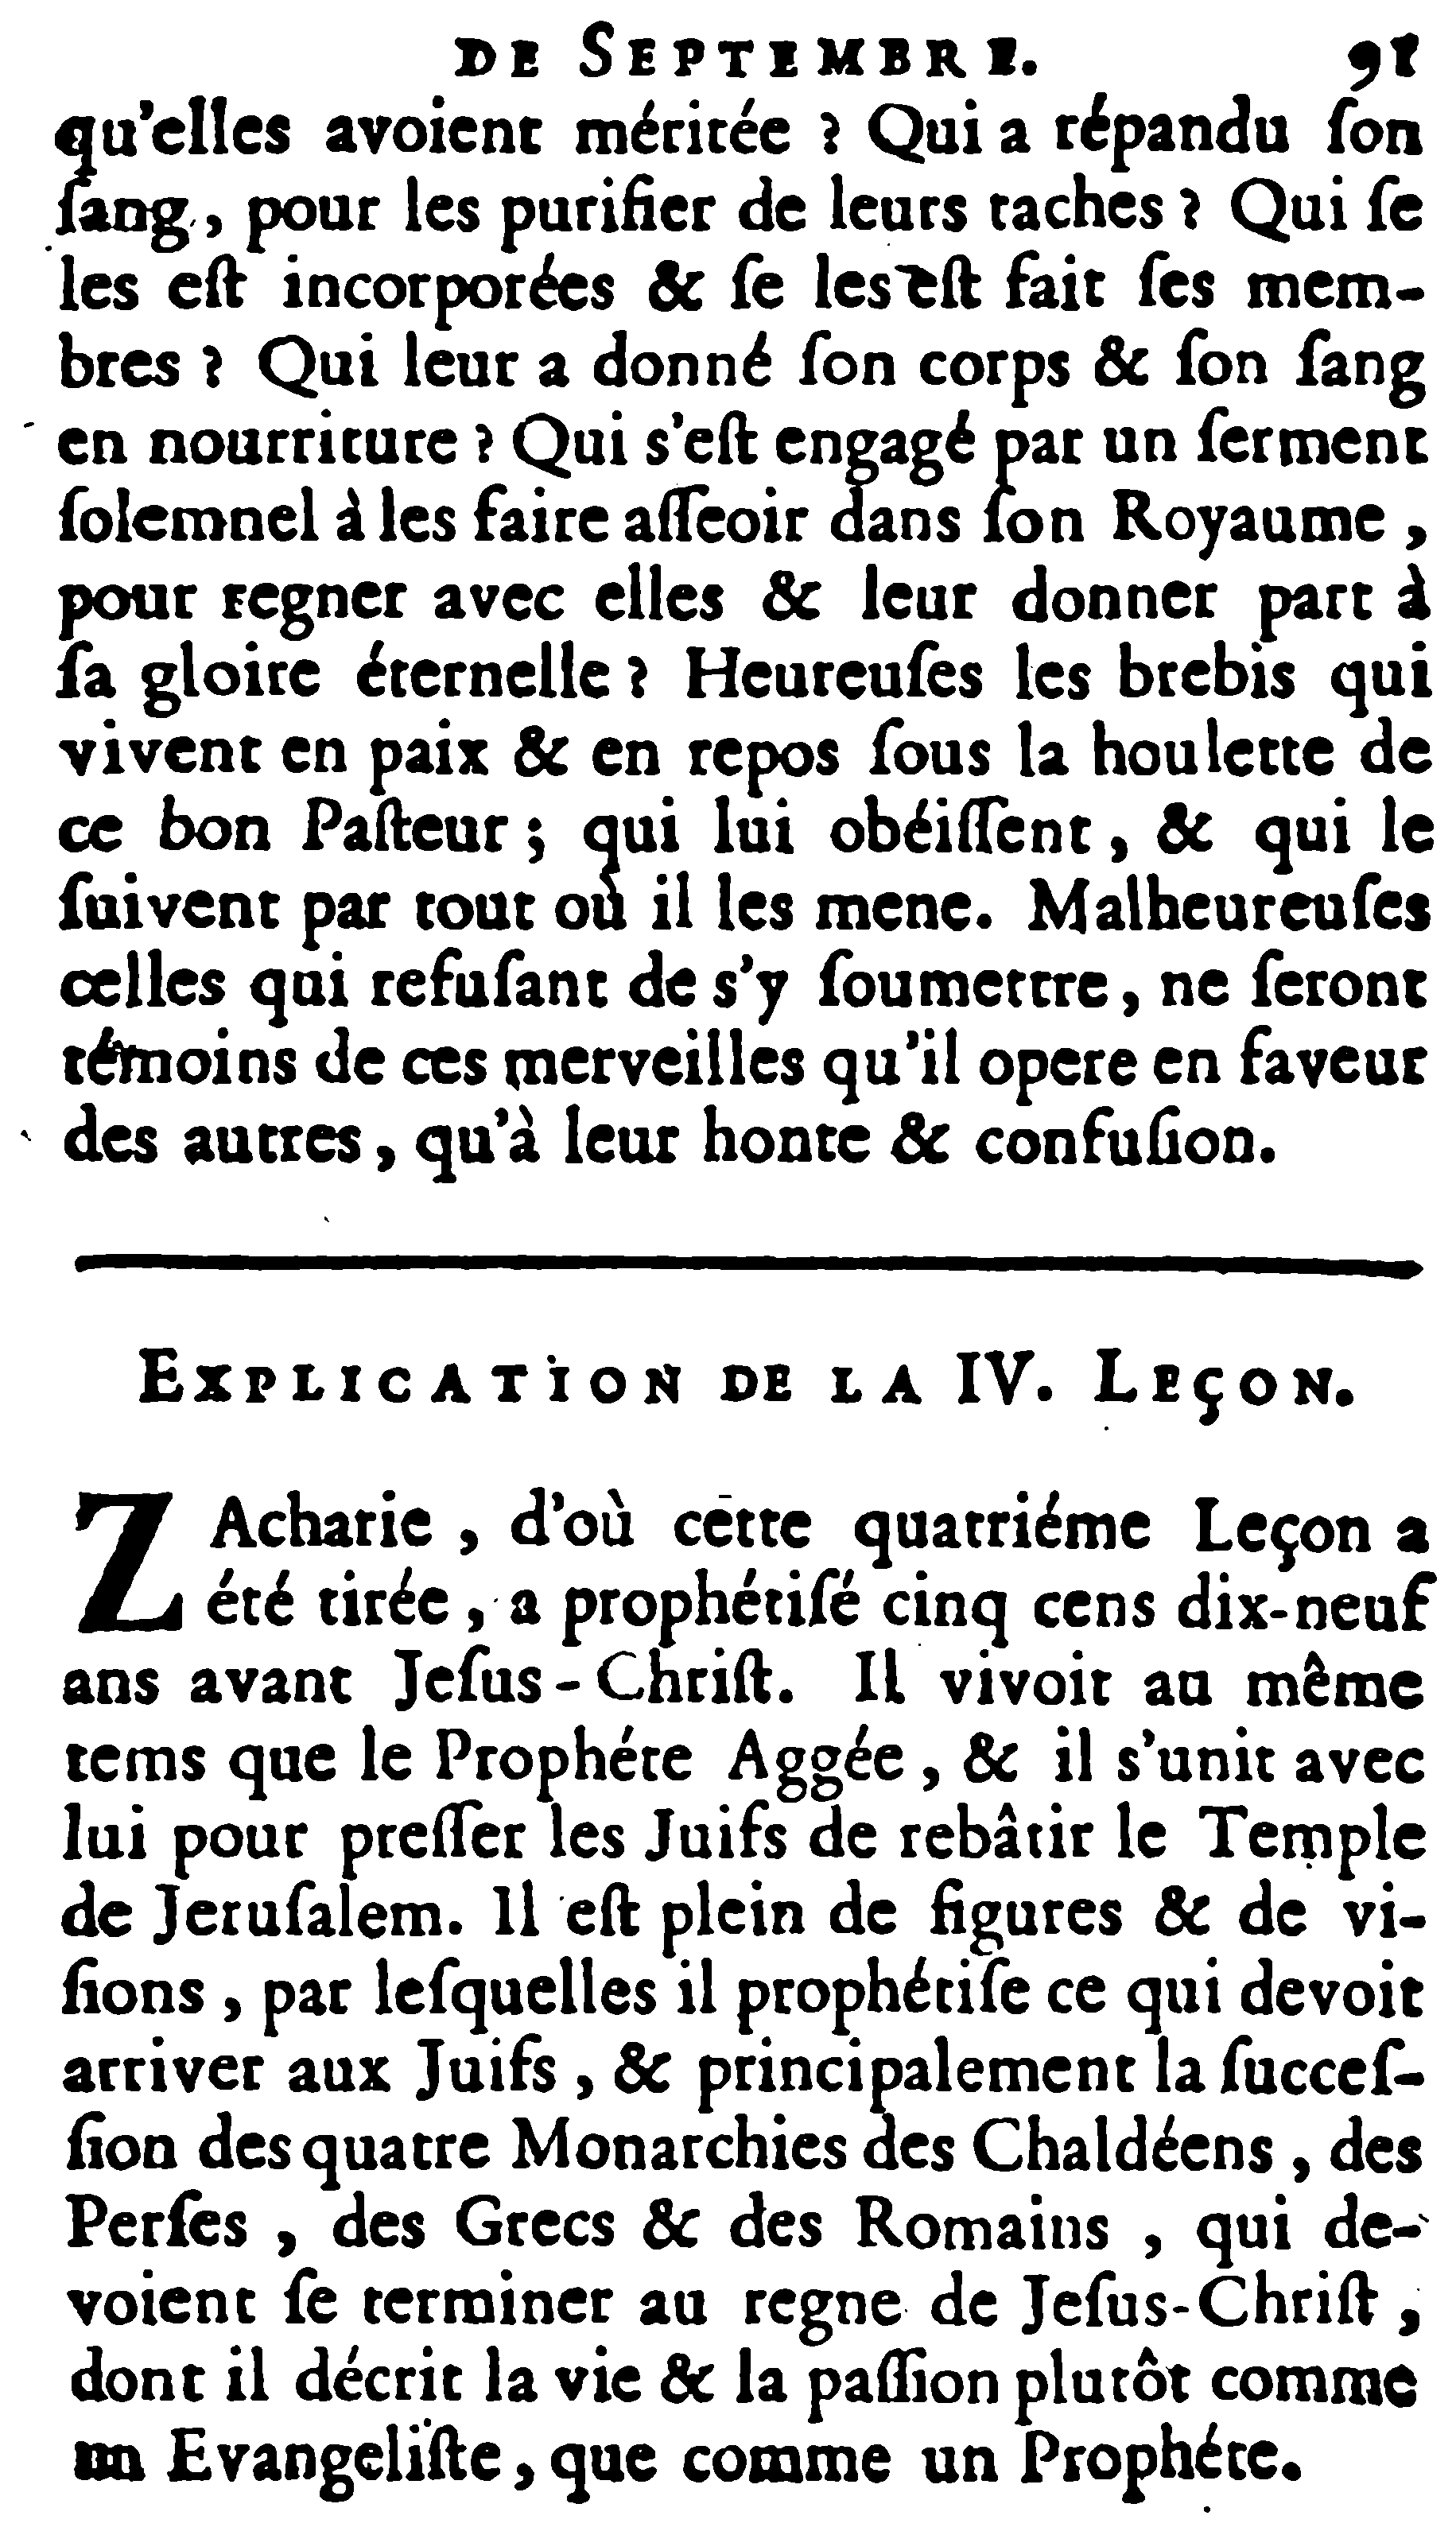 DE SEPTEMBRE. 91
qu'elles avoient méritée ? Qui a répandu ſon
ſang, pour les purifier de leurs taches ? Qui ſe
les eſt incorporées & ſe les eſt fait ſes mem-
bres ? Qui leur a donné ſon corps & ſon ſang
en nourriture ? Qui s'eſt engagé par un ſerment
ſolemnel à les faire aſſeoir dans ſon Royaume,
pour regner avec elles & leur donner part à
ſa gloire éternelle ? Heureuſes les brebis qui
vivent en paix & en repos ſous la houlette de
ce bon Paſteur ; qui lui obéiſſent, & qui le
ſuivent par tout où il les mene. Malheureuſes
celles qui refuſant de s'y ſoumettre, ne ſeront
témoins de ces merveilles qu'il opere en faveur
des autres, qu'à leur honte & confuſion.
EXPLICATION DE LA IV. LEÇON.
ZAcharie, d'où cette quatriéme Leçon a
été tirée, a prophétiſé cinq cens dix-neuf
ans avant Jeſus-Chriſt. Il vivoit au même
tems que le Prophéte Aggée, & il s'unit avec
lui pour preſſer les Juifs de rebâtir le Temple
de Jeruſalem. Il eſt plein de figures & de vi-
ſions, par leſquelles il prophétiſe ce qui devoit
arriver aux Juifs, & principalement la ſucceſ-
ſion des quatre Monarchies des Chaldéens, des
Perſes, des Grecs & des Romains, qui de-
voient ſe terminer au regne de Jeſus-Chriſt,
dont il décrit la vie & la paſſion plutôt comme
un Evangeliſte, que comme un Prophéte.